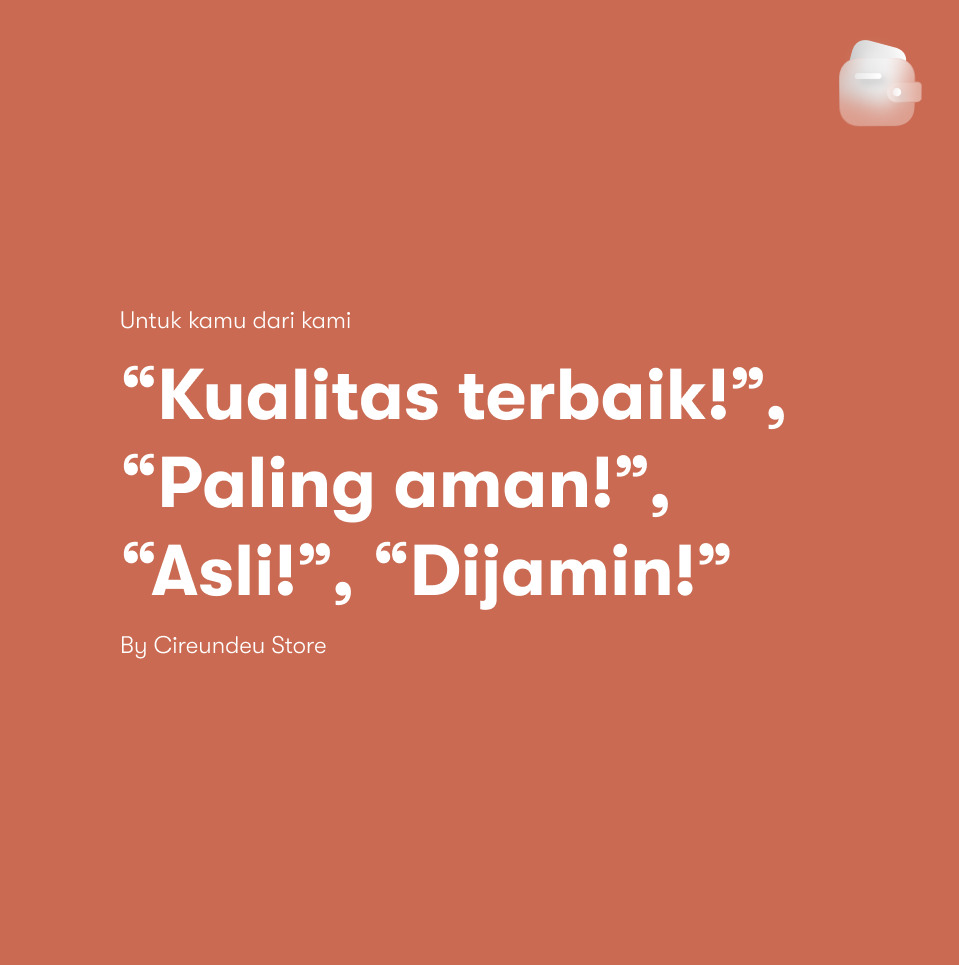 Untuk kamu dari kami
“Kualitas terbaik!”,
“Paling aman!”,
“Asli!”, “Dijamin!”
By Cireundeu Store